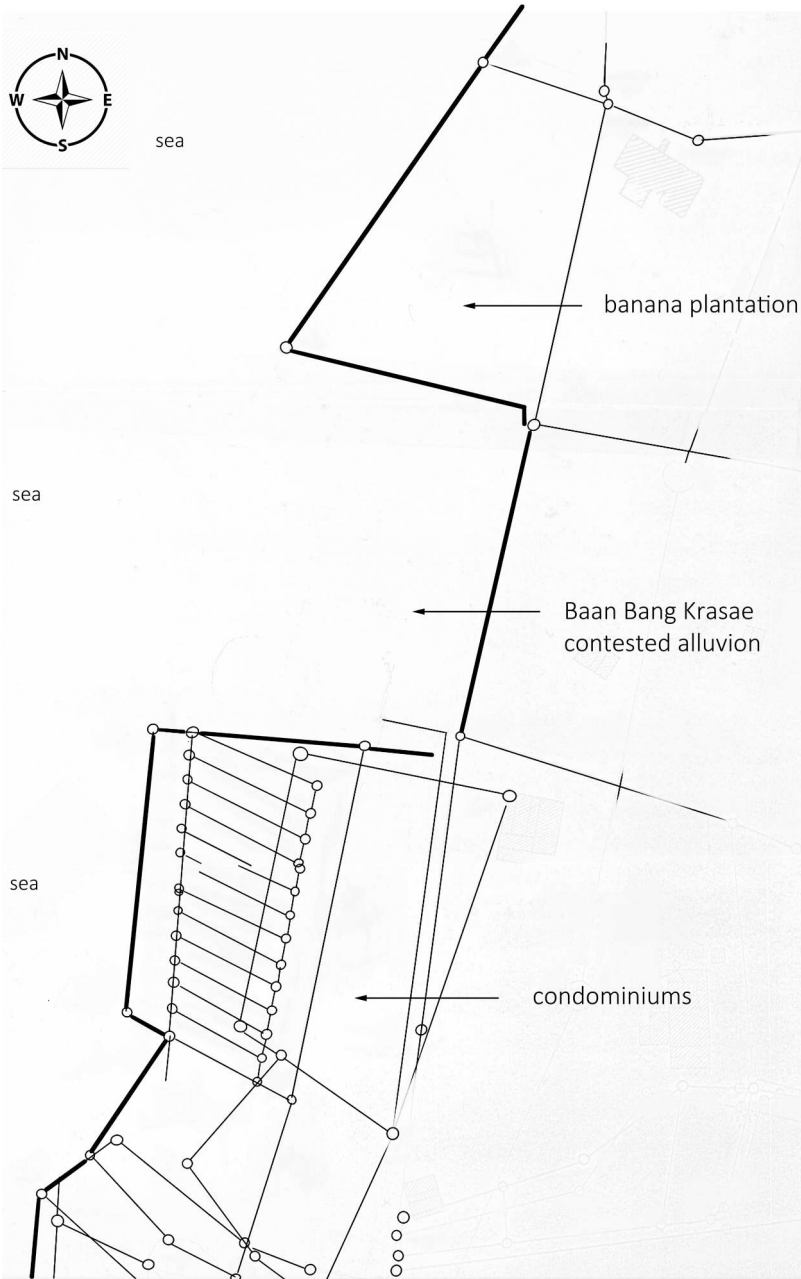 N
W E
S
sea
banana plantation
sea
Baan Bang Krasae
contested alluvion
sea
condominiums